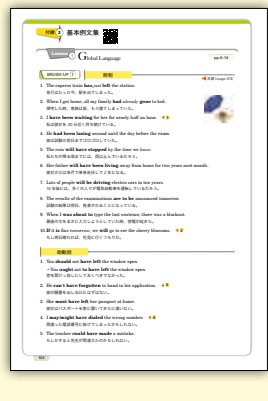 付録 2 基本例文集
Lesson 1 Global Language pp.6-14
BRUSH UP 1 時制
1. The express train has just left the station.
急行はたった今、駅を出てしまった。
2. When I got home, all my family had already gone to bed.
帰宅した時、家族は皆、もう寝てしまっていた。
3. I have been waiting for her for nearly half an hour.
私は彼女を30分近く待ち続けている。
4. He had been lazing around until the day before the exam.
彼は試験の前日までゴロゴロしていた。
5. The rain will have stopped by the time we leave.
私たちが帰る頃までには、雨は止んでいるだろう。
6. Her father will have been living away from home for two years next month.
彼女の父は来月で単身赴任して2年になる。
7. Lots of people will be driving electric cars in ten years.
10年後には、多くの人々が電気自動車を運転しているだろう。
8. The results of the examinations are to be announced tomorrow.
試験の結果は明日、発表されることになっている。
9. When I was about to type the last sentence, there was a blackout.
最後の文をまさに入力しようとしていた時、停電が起きた。
10. If it is fine tomorrow, we will go to see the cherry blossoms.
もし明日晴れれば、花見に行くつもりだ。
助動詞
1. You should not have left the window open.
~You ought not to have left the window open.
窓を開けっ放しにしておくべきでなかった。
2. He can't have forgotten to hand in his application.
彼が願書を出し忘れたはずはない。
3. She must have left her passport at home.
彼女はパスポートを家に置いてきたに違いない。
4. I may/might have dialed the wrong number.
間違った電話番号に掛けてしまったかもしれない。
5. The teacher could have made a mistake.
もしかすると先生が間違えたのかもしれない。
164